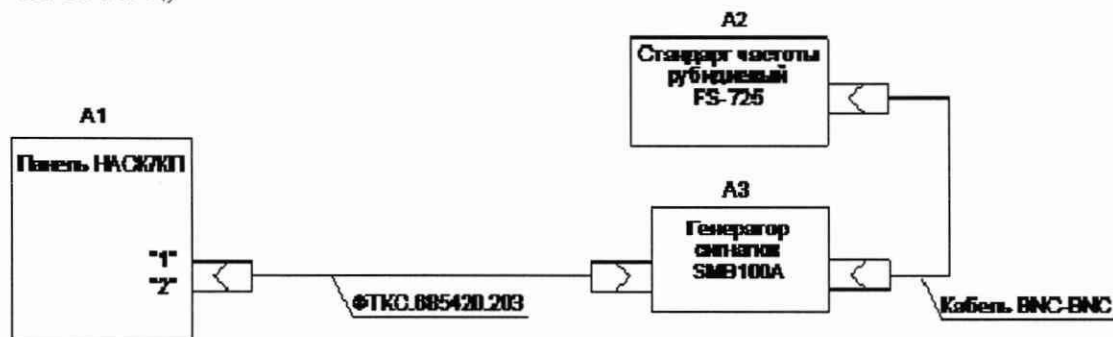 A2
Стандарт частоты
рубидиевый
FS-725
A1
Панель НАСКЖП
A3
Генератор
сигналов
SMB100A
"1"
"2"
ФТКС.685420.203
Кабель BNC-BNC